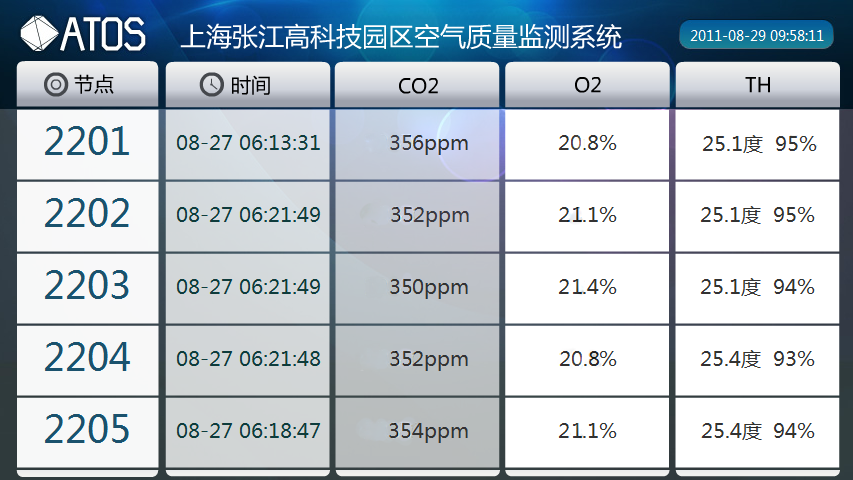 ATOS 上海张江高科技园区空气质量监测系统 2011-08-29 09:58:11
节点 时间 CO2 O2 TH
2201 08-27 06:13:31 356ppm 20.8% 25.1度 95%
2202 08-27 06:21:49 352ppm 21.1% 25.1度 95%
2203 08-27 06:21:49 350ppm 21.4% 25.1度 94%
2204 08-27 06:21:48 352ppm 20.8% 25.4度 93%
2205 08-27 06:18:47 354ppm 21.1% 25.4度 94%